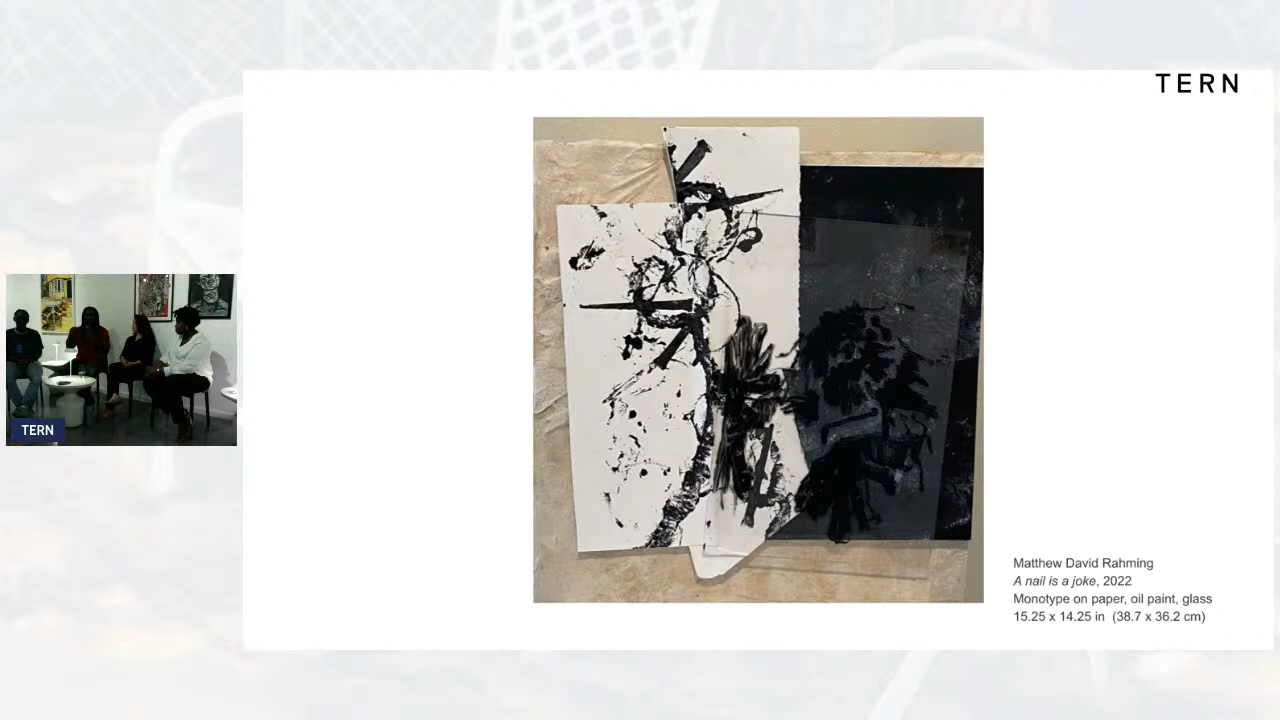 TERN
TERN
Matthew David Rahming
A nail is a joke, 2022
Monotype on paper, oil paint, glass
15.25 x 14.25 in (38.7 x 36.2 cm)